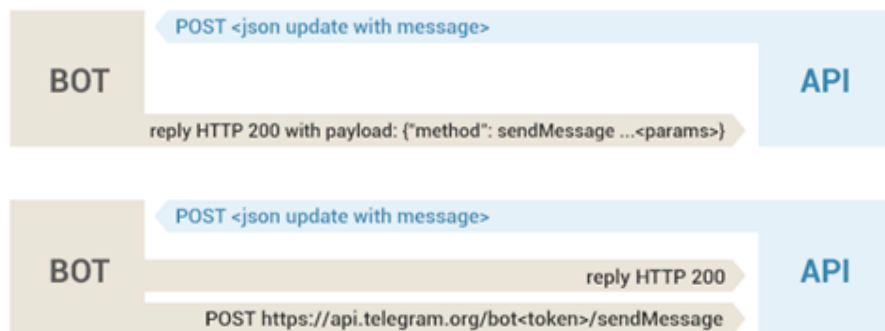 POST <json update with message>
BOT
API
reply HTTP 200 with payload: {"method": sendMessage ...<params>}
POST <json update with message>
BOT
API
reply HTTP 200
POST https://api.telegram.org/bot<token>/sendMessage